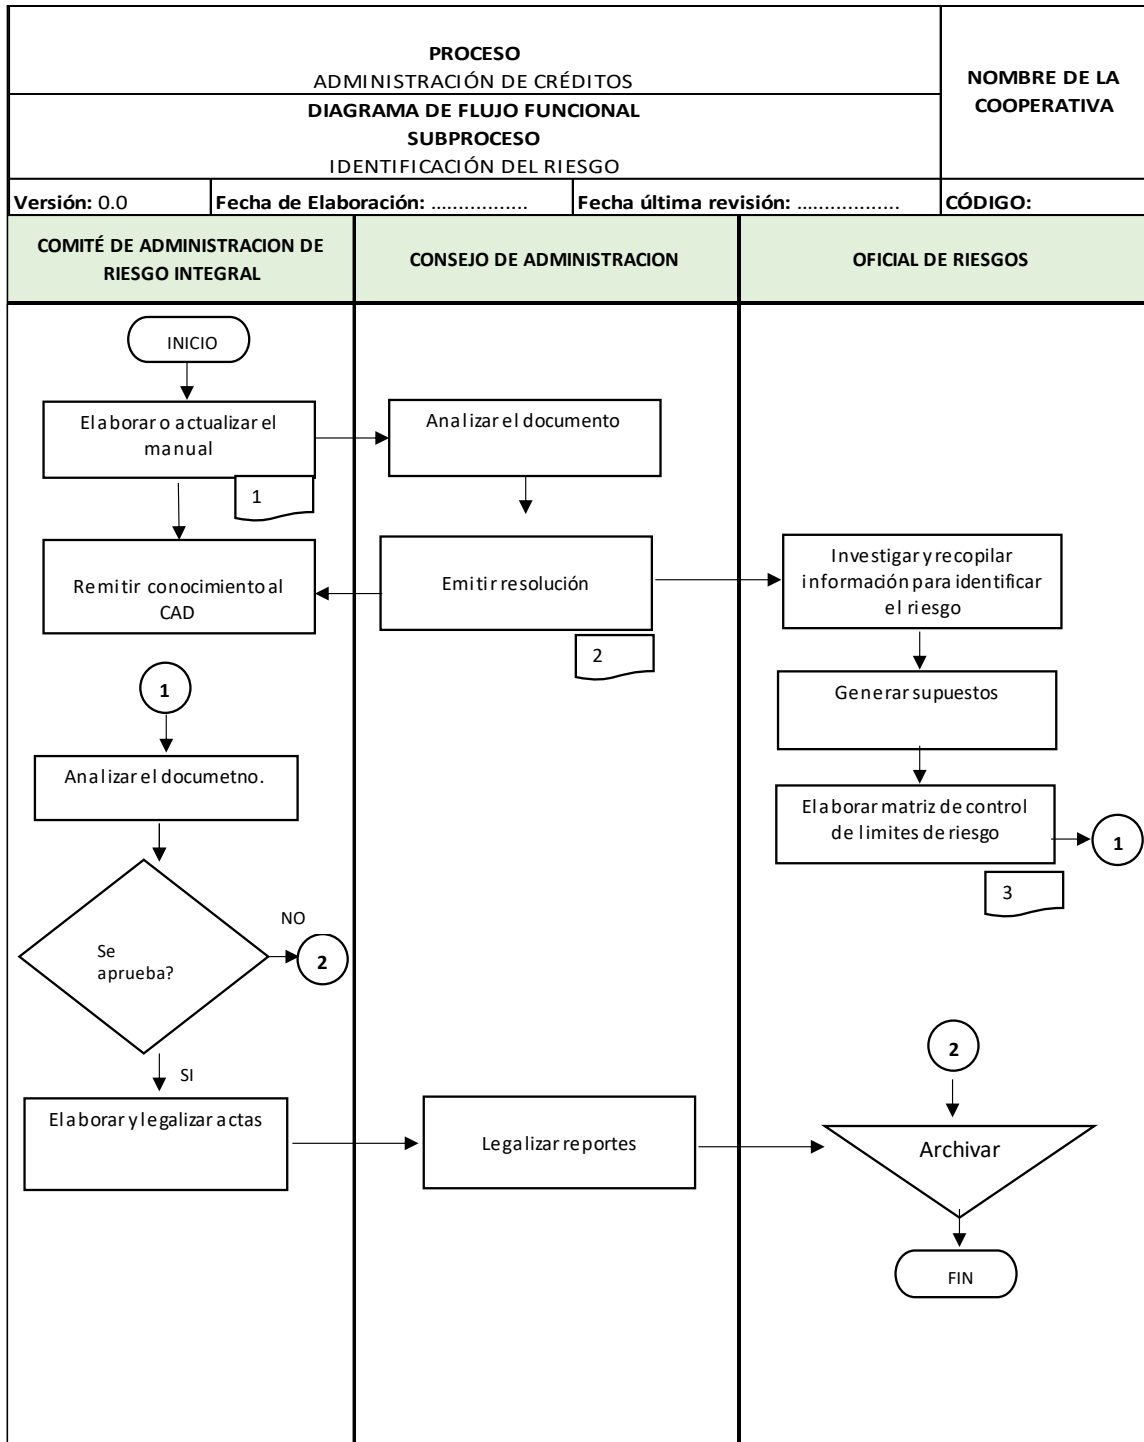 PROCESO
ADMINISTRACIÓN DE CRÉDITOS
DIAGRAMA DE FLUJO FUNCIONAL
SUBPROCESO
IDENTIFICACIÓN DEL RIESGO
NOMBRE DE LA
COOPERATIVA
Versión: 0.0
Fecha de Elaboración: .................
Fecha última revisión: ..................
CÓDIGO:
COMITÉ DE ADMINISTRACION DE
RIESGO INTEGRAL
CONSEJO DE ADMINISTRACION
OFICIAL DE RIESGOS
INICIO
Elaborar o actualizar el
manual
1
Analizar el documento
Remitir conocimiento al
CAD
Emitir resolución
2
Investigar y recopilar
información para identificar
el riesgo
Generar supuestos
Elaborar matriz de control
de limites de riesgo
1
3
1
Analizar el documetno.
Se
aprueba?
NO
2
SI
Elaborar y legalizar actas
Legalizar reportes
2
Archivar
FIN